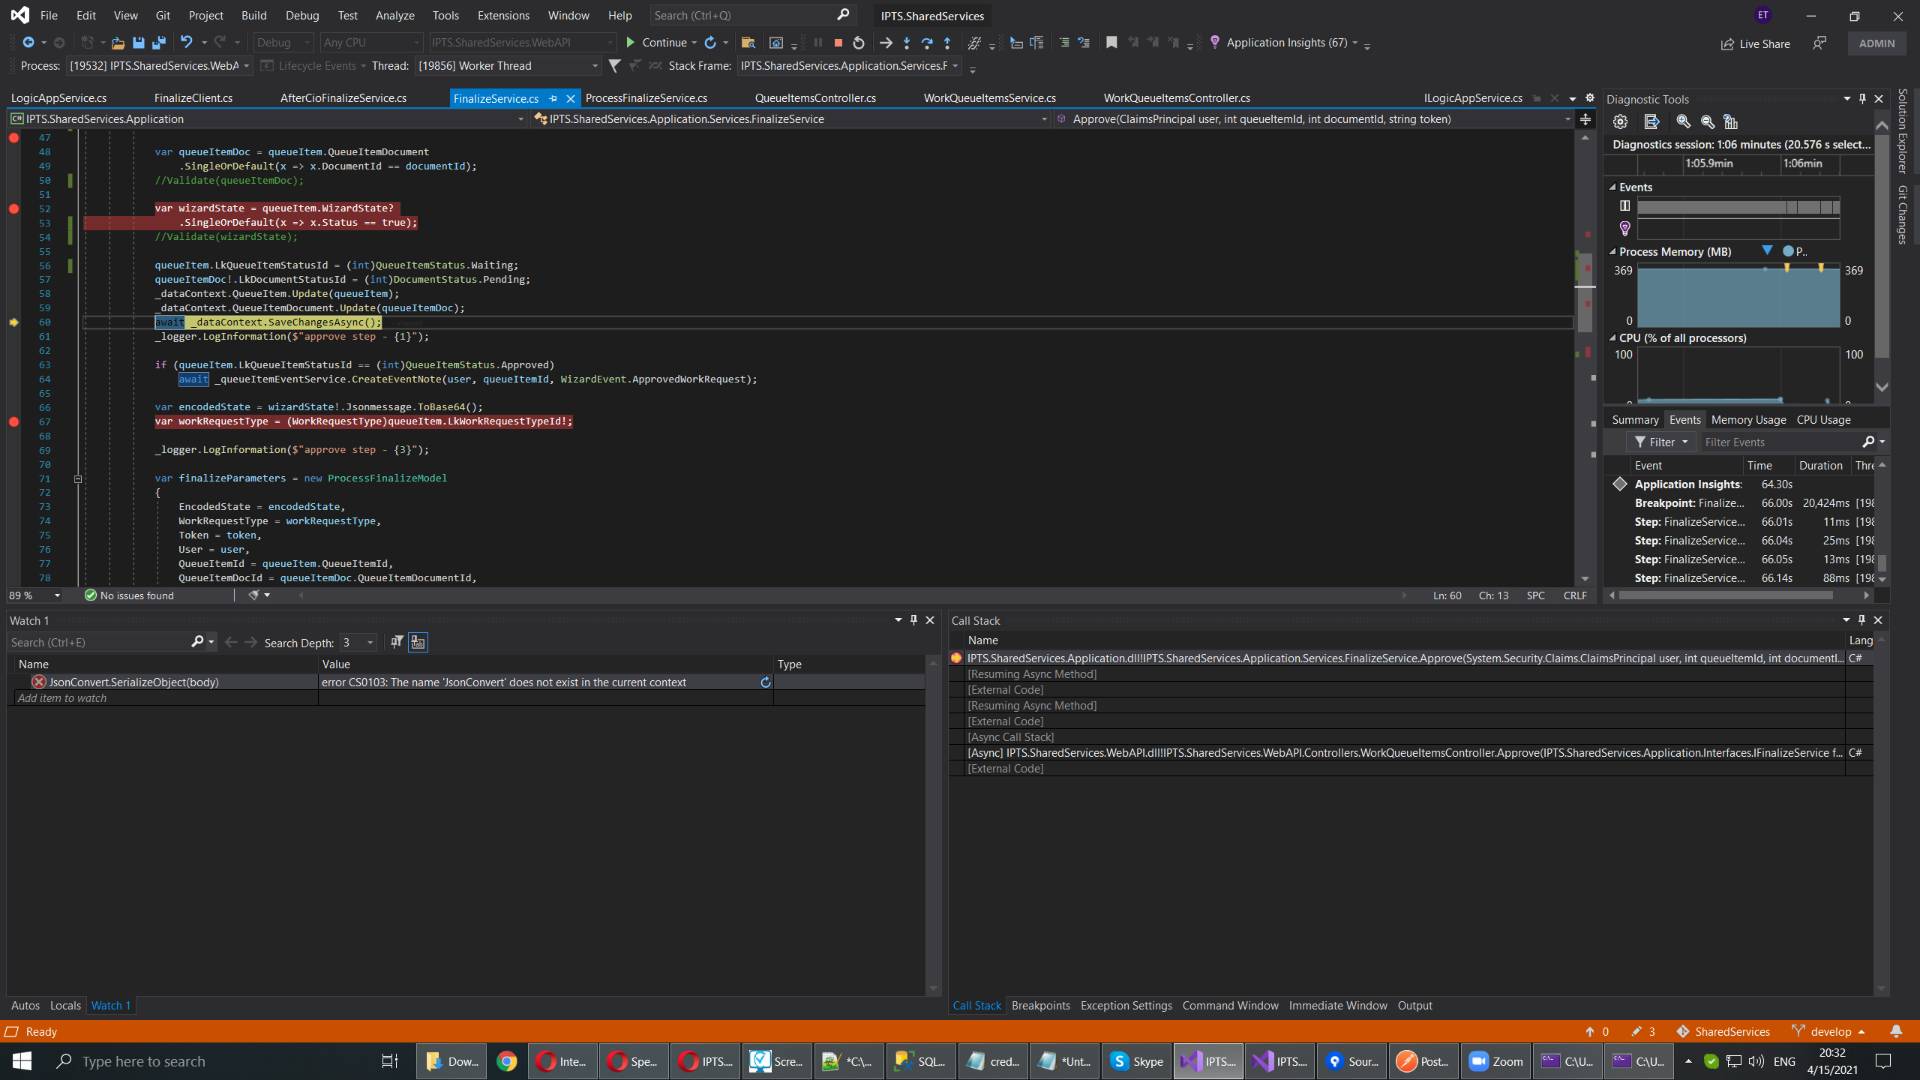 File Edit View Git Project Build Debug Test Analyze Tools Extensions Window Help Search (Ctrl+Q) IPTS.SharedServices ET
Debug Any CPU IPTS.SharedServices.WebAPI Continue Application Insights (67) Live Share ADMIN
Process: [19532] IPTS.SharedServices.WebA Lifecycle Events Thread: [19856] Worker Thread Stack Frame: IPTS.SharedServices.Application.Services.F
LogicAppService.cs FinalizeClient.cs AfterCioFinalizeService.cs FinalizeService.cs ProcessFinalizeService.cs QueueItemsController.cs WorkQueueItemsService.cs WorkQueueItemsController.cs ILogicAppService.cs
C# IPTS.SharedServices.Application IPTS.SharedServices.Application.Services.FinalizeService Approve(ClaimsPrincipal user, int queueItemId, int documentId, string token)
47
48 var queueItemDoc = queueItem.QueueItemDocument
49 .SingleOrDefault(x => x.DocumentId == documentId);
50 //Validate(queueItemDoc);
51
52 var wizardState = queueItem.WizardState?
53 .SingleOrDefault(x => x.Status == true);
54 //Validate(wizardState);
55
56 queueItem.LkQueueItemStatusId = (int)QueueItemStatus.Waiting;
57 queueItemDoc!.LkDocumentStatusId = (int)DocumentStatus.Pending;
58 _dataContext.QueueItem.Update(queueItem);
59 _dataContext.QueueItemDocument.Update(queueItemDoc);
60 await _dataContext.SaveChangesAsync();
61 _logger.LogInformation($"approve step - {1}");
62
63 if (queueItem.LkQueueItemStatusId == (int)QueueItemStatus.Approved)
64 await _queueItemEventService.CreateEventNote(user, queueItemId, WizardEvent.ApprovedWorkRequest);
65
66 var encodedState = wizardState!.Jsonmessage.ToBase64();
67 var workRequestType = (WorkRequestType)queueItem.LkWorkRequestTypeId!;
68
69 _logger.LogInformation($"approve step - {3}");
70
71 var finalizeParameters = new ProcessFinalizeModel
72 {
73 EncodedState = encodedState,
74 WorkRequestType = workRequestType,
75 Token = token,
76 User = user,
77 QueueItemId = queueItem.QueueItemId,
78 QueueItemDocId = queueItemDoc.QueueItemDocumentId,
89 % No issues found Ln: 60 Ch: 13 SPC CRLF
Diagnostic Tools
Diagnostics session: 1:06 minutes (20.576 s select...
1:05.9min 1:06min
Events
Process Memory (MB) P..
369 369
0 0
CPU (% of all processors)
100 100
Summary Events Memory Usage CPU Usage
Filter Filter Events
Event Time Duration Thre
Application Insights: 64.30s
Breakpoint: Finalize... 66.00s 20,424ms [198
Step: FinalizeService... 66.01s 11ms [198
Step: FinalizeService... 66.04s 25ms [198
Step: FinalizeService... 66.05s 13ms [198
Step: FinalizeService... 66.14s 88ms [198
Solution Explorer
Git Changes
Watch 1
Search (Ctrl+E) Search Depth: 3
Name Value Type
JsonConvert.SerializeObject(body) error CS0103: The name 'JsonConvert' does not exist in the current context
Add item to watch
Autos Locals Watch 1
Call Stack
Name Lang
IPTS.SharedServices.Application.dll!IPTS.SharedServices.Application.Services.FinalizeService.Approve(System.Security.Claims.ClaimsPrincipal user, int queueItemId, int documentI... C#
[Resuming Async Method]
[External Code]
[Resuming Async Method]
[External Code]
[Async Call Stack]
[Async] IPTS.SharedServices.WebAPI.dll!IPTS.SharedServices.WebAPI.Controllers.WorkQueueItemsController.Approve(IPTS.SharedServices.Application.Interfaces.IFinalizeService f... C#
[External Code]
Call Stack Breakpoints Exception Settings Command Window Immediate Window Output
Ready 0 3 SharedServices develop
Type here to search Dow... Inte... Spe... IPTS... Scre... *C:\... SQL... cred... *Unt... Skype IPTS... IPTS... Sour... Post... Zoom C:\U... C:\U... ENG 20:32
4/15/2021